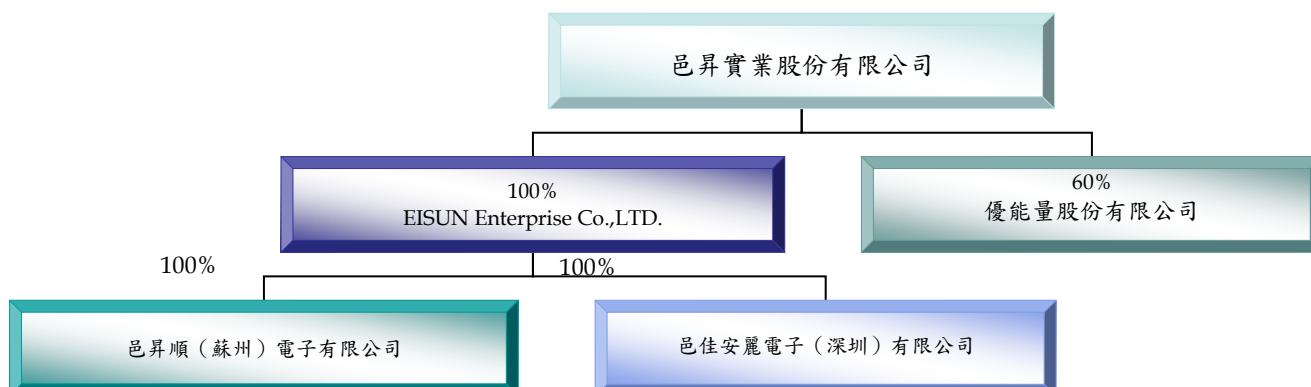 邑昇實業股份有限公司
100%
EISUN Enterprise Co.,LTD.
60%
優能量股份有限公司
100%
100%
邑昇順（蘇州）電子有限公司
邑佳安麗電子（深圳）有限公司